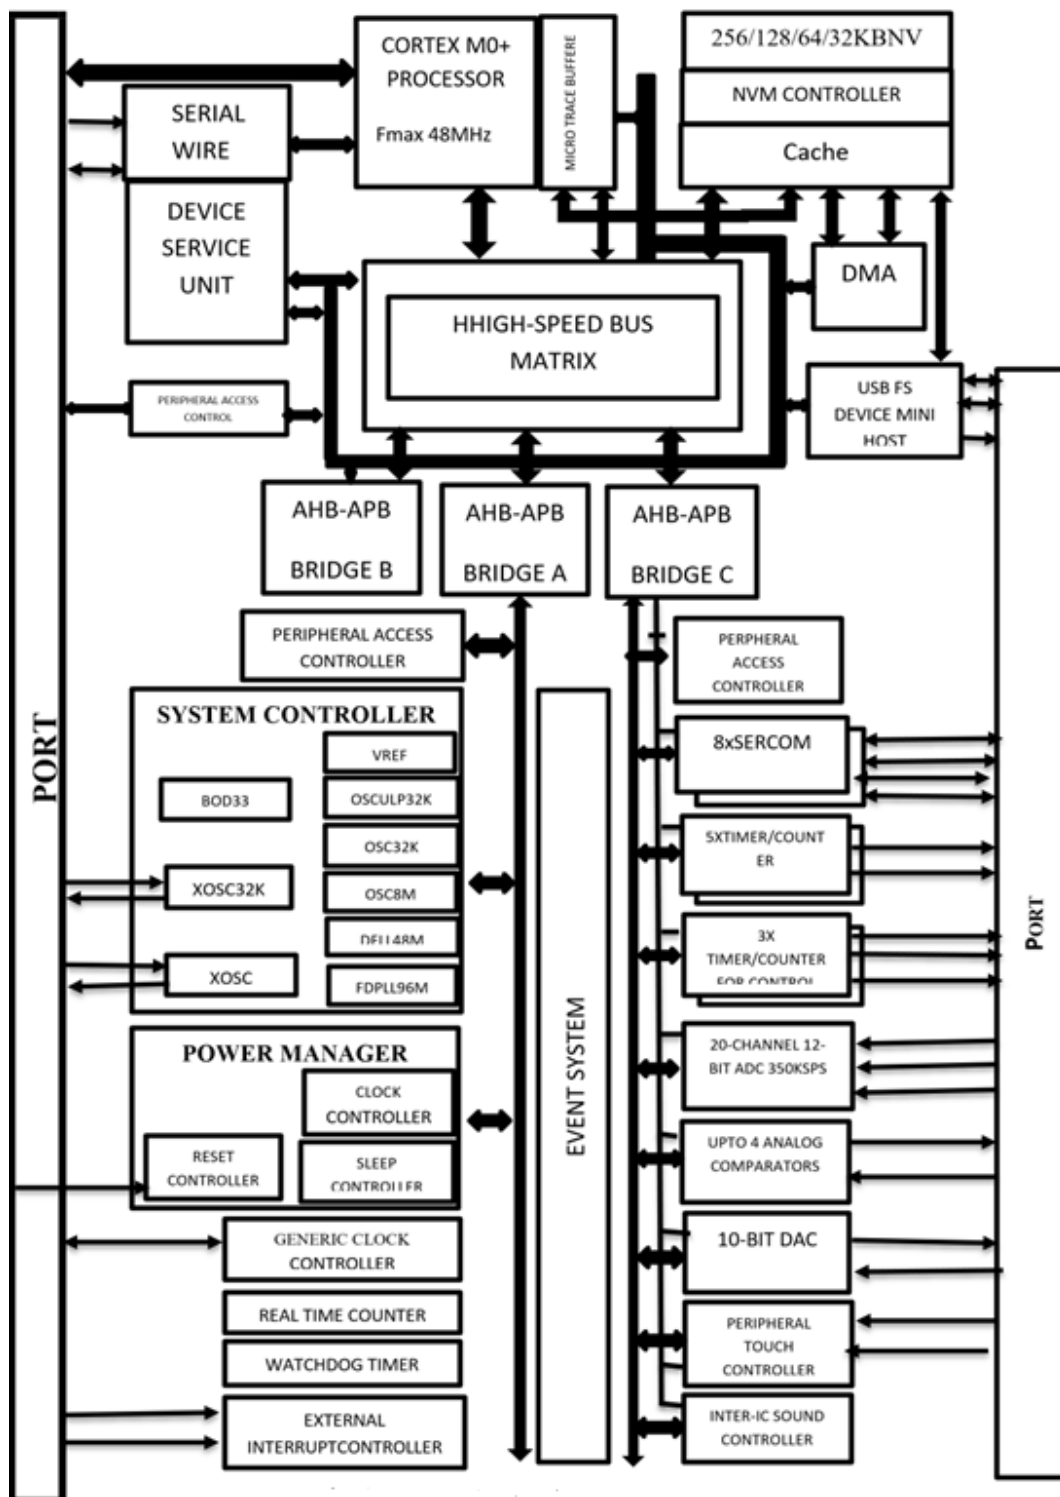 CORTEX M0+
PROCESSOR
Fmax 48MHz
MICRO TRACE BUFFERE
256/128/64/32KBNV
NVM CONTROLLER
Cache
SERIAL
WIRE
DEVICE
SERVICE
UNIT
DMA
HHIGH-SPEED BUS
MATRIX
PERIPHERAL ACCESS
CONTROL
USB FS
DEVICE MINI
HOST
AHB-APB
BRIDGE B
AHB-APB
BRIDGE A
AHB-APB
BRIDGE C
PORT
PERIPHERAL ACCESS
CONTROLLER
SYSTEM CONTROLLER
VREF
BOD33
OSCULP32K
OSC32K
XOSC32K
OSC8M
DFLL48M
XOSC
FDPLL96M
POWER MANAGER
CLOCK
CONTROLLER
RESET
CONTROLLER
SLEEP
CONTROLLER
GENERIC CLOCK
CONTROLLER
REAL TIME COUNTER
WATCHDOG TIMER
EXTERNAL
INTERRUPTCONTROLLER
EVENT SYSTEM
PERPHERAL
ACCESS
CONTROLLER
8xSERCOM
5XTIMER/COUNT
ER
3X
TIMER/COUNTER
FOR CONTROL
20-CHANNEL 12-
BIT ADC 350KSPS
UPTO 4 ANALOG
COMPARATORS
10-BIT DAC
PERIPHERAL
TOUCH
CONTROLLER
INTER-IC SOUND
CONTROLLER
PORT